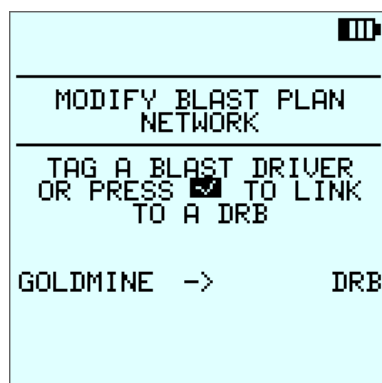 MODIFY BLAST PLAN
NETWORK
TAG A BLAST DRIVER
OR PRESS ✓ TO LINK
TO A DRB
GOLDMINE -> DRB